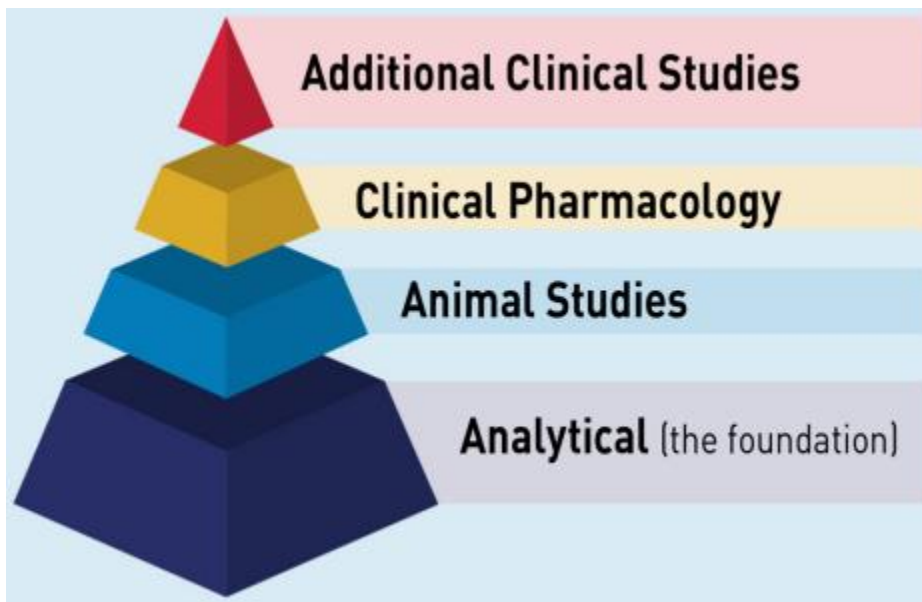 Additional Clinical Studies
Clinical Pharmacology
Animal Studies
Analytical (the foundation)